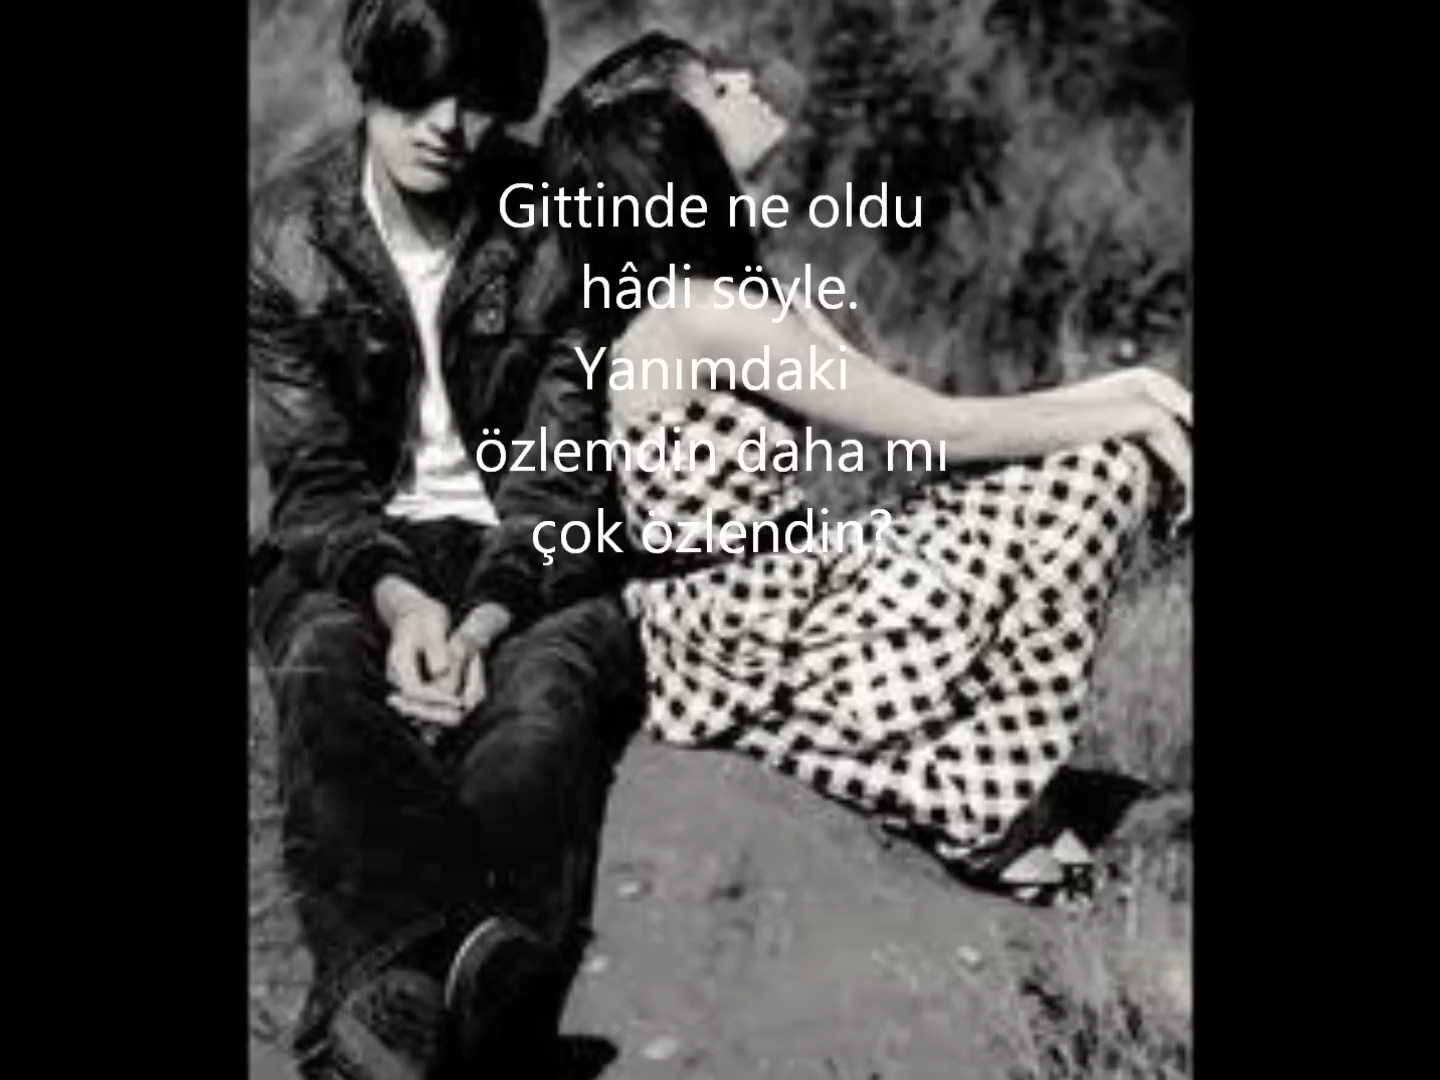 Gittinde ne oldu
hâdi söyle.
Yanımdaki
özlemdin daha mı
çok özlendin?